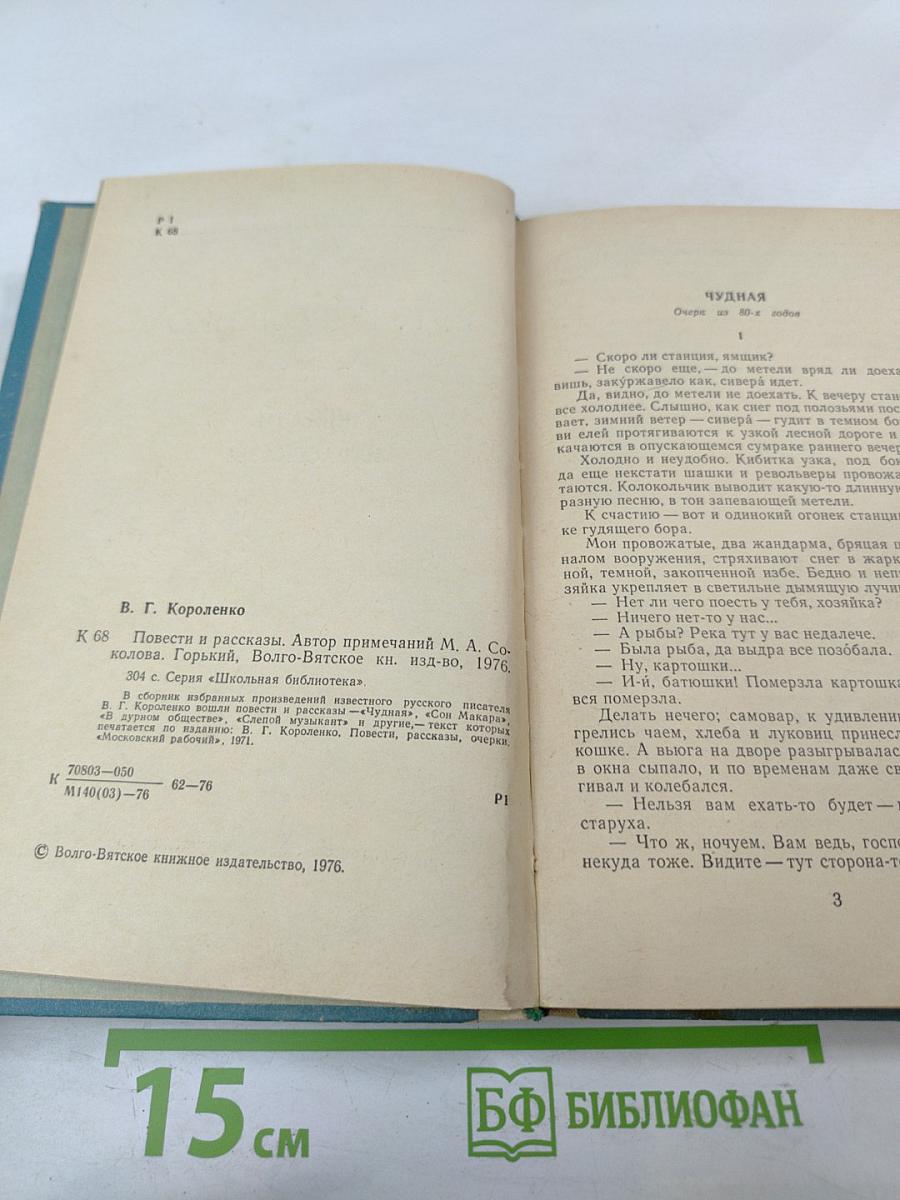 Р 1
К 68
В. Г. Короленко
К 68 Повести и рассказы. Автор примечаний М. А. Со-
колова. Горький, Волго-Вятское кн. изд-во, 1976.
304 с. Серия «Школьная библиотека».
В сборник избранных произведений известного русского писателя
В. Г. Короленко вошли повести и рассказы — «Чудная», «Сон Макара»,
«В дурном обществе», «Слепой музыкант» и другие, — текст которых
печатается по изданию: В. Г. Короленко. Повести, рассказы, очерки,
«Московский рабочий», 1971.
К 70803—050
М140(03)—76 62—76
Р1
© Волго-Вятское книжное издательство, 1976.
ЧУДНАЯ
Очерк из 80-х годов
1
— Скоро ли станция, ямщик?
— Не скоро еще, — до метели вряд ли доеха
вишь, заку́ржавело как, сивера́ идет.
Да, видно, до метели не доехать. К вечеру стан
все холоднее. Слышно, как снег под полозьями пос
вает, зимний ветер — сивера́ — гудит в темном бо
ви елей протягиваются к узкой лесной дороге и
качаются в опускающемся сумраке раннего вечер
Холодно и неудобно. Кибитка узка, под бок
да еще некстати шашки и револьверы провожа
таются. Колокольчик выводит какую-то длинную
разную песню, в тон запевающей метели.
К счастию — вот и одинокий огонек станци
ке гудящего бора.
Мои провожатые, два жандарма, бряцая ц
налом вооружения, стряхивают снег в жарк
ной, темной, закопченной избе. Бедно и неп
зяйка укрепляет в светильне дымящую лучи
— Нет ли чего поесть у тебя, хозяйка?
— Ничего нет-то у нас...
— А рыбы? Река тут у вас недалече.
— Была рыба, да выдра все позо́бала.
— Ну, картошки...
— И-и́, батюшки! Померзла картошка
вся померзла.
Делать нечего; самовар, к удивлени
грелись чаем, хлеба и луковиц принесл
кошке. А вьюга на дворе разыгрывалас
в окна сыпало, и по временам даже св
гивал и колебался.
— Нельзя вам ехать-то будет —
старуха.
— Что ж, ночуем. Вам ведь, госпо
некуда тоже. Видите — тут сторона-т
3
15 см
БФ БИБЛИОФАН